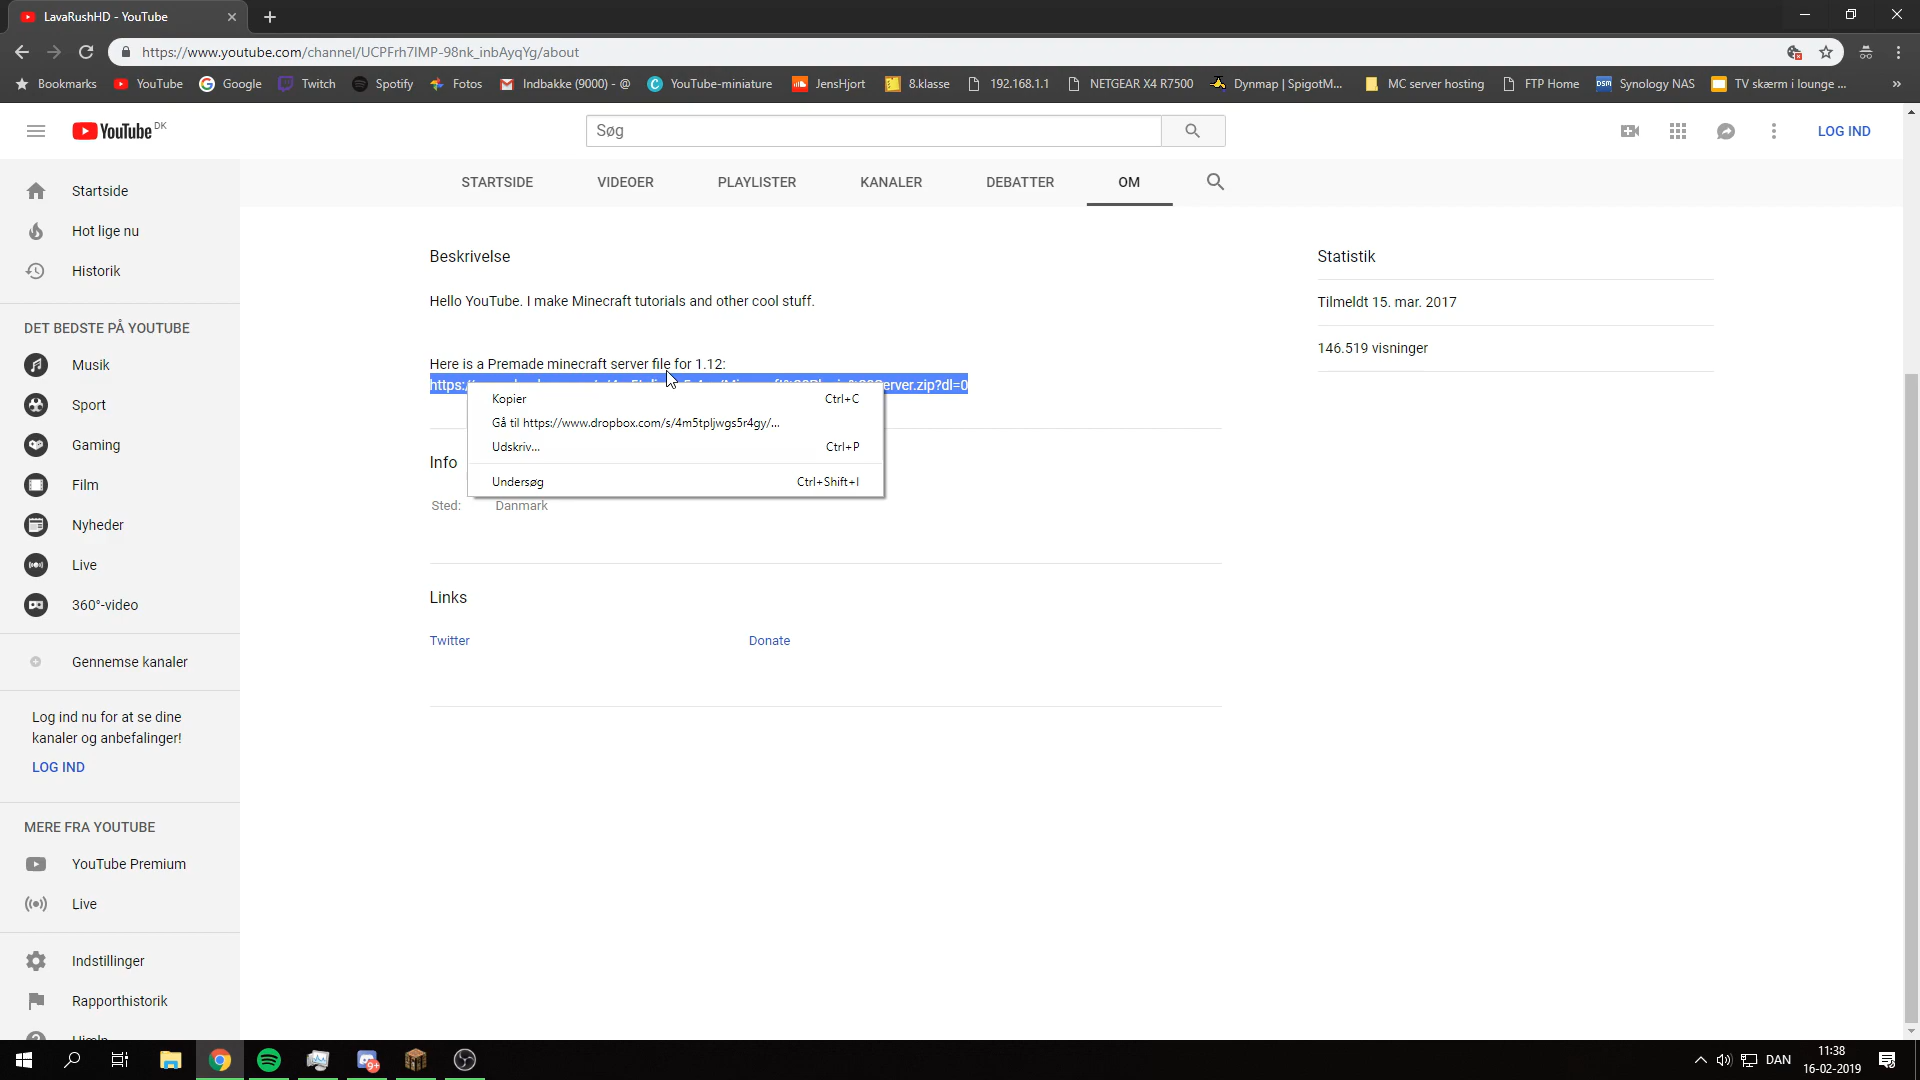 LavaRushHD - YouTube
https://www.youtube.com/channel/UCPFrh7IMP-98nk_inbAyqYg/about
Bookmarks YouTube Google Twitch Spotify Fotos Indbakke (9000) - @ YouTube-miniature JensHjort 8.klasse 192.168.1.1 NETGEAR X4 R7500 Dynmap | SpigotM... MC server hosting FTP Home Synology NAS TV skærm i lounge ... »
YouTube DK
Søg
LOG IND
STARTSIDE VIDEOER PLAYLISTER KANALER DEBATTER OM
Startside
Hot lige nu
Historik
DET BEDSTE PÅ YOUTUBE
Musik
Sport
Gaming
Film
Nyheder
Live
360°-video
Gennemse kanaler
Log ind nu for at se dine
kanaler og anbefalinger!
LOG IND
MERE FRA YOUTUBE
YouTube Premium
Live
Indstillinger
Rapporthistorik
Beskrivelse
Hello YouTube. I make Minecraft tutorials and other cool stuff.
Here is a Premade minecraft server file for 1.12:
https:/ erver.zip?dl=0
Kopier Ctrl+C
Gå til https://www.dropbox.com/s/4m5tpljwgs5r4gy/...
Udskriv... Ctrl+P
Undersøg Ctrl+Shift+I
Info
Sted: Danmark
Links
Twitter Donate
Statistik
Tilmeldt 15. mar. 2017
146.519 visninger
9+
DAN
11:38
16-02-2019